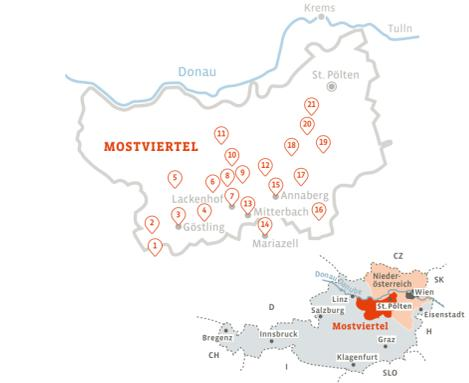 Krems
Tulln
Donau
St. Pölten
21
20
11
MOSTVIERTEL
19
18
10
12
9
8
17
5
6
15
Lackenhof
7
Annaberg
13
4
16
3
Mitterbach
2
14
Göstling
1
Mariazell
CZ
Donau/Danube
Nieder-
österreich
SK
Linz
Wien
St.Pölten
D
Salzburg
Eisenstadt
Mostviertel
H
Bregenz
Innsbruck
Graz
CH
Klagenfurt
I
SLO